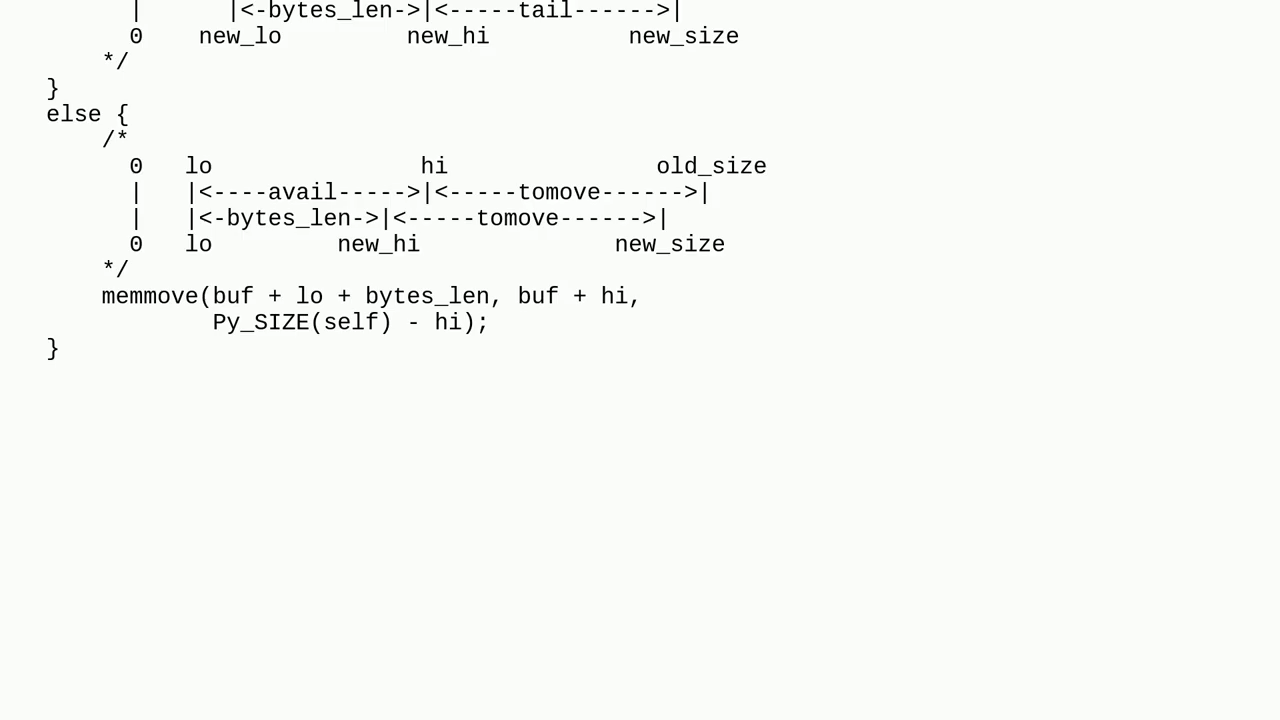 |      |<-bytes_len->|<-----tail------>|
      0    new_lo         new_hi          new_size
    */
}
else {
    /*
      0   lo               hi               old_size
      |   |<----avail----->|<-----tomove------>|
      |   |<-bytes_len->|<-----tomove------>|
      0   lo         new_hi              new_size
    */
    memmove(buf + lo + bytes_len, buf + hi,
            Py_SIZE(self) - hi);
}